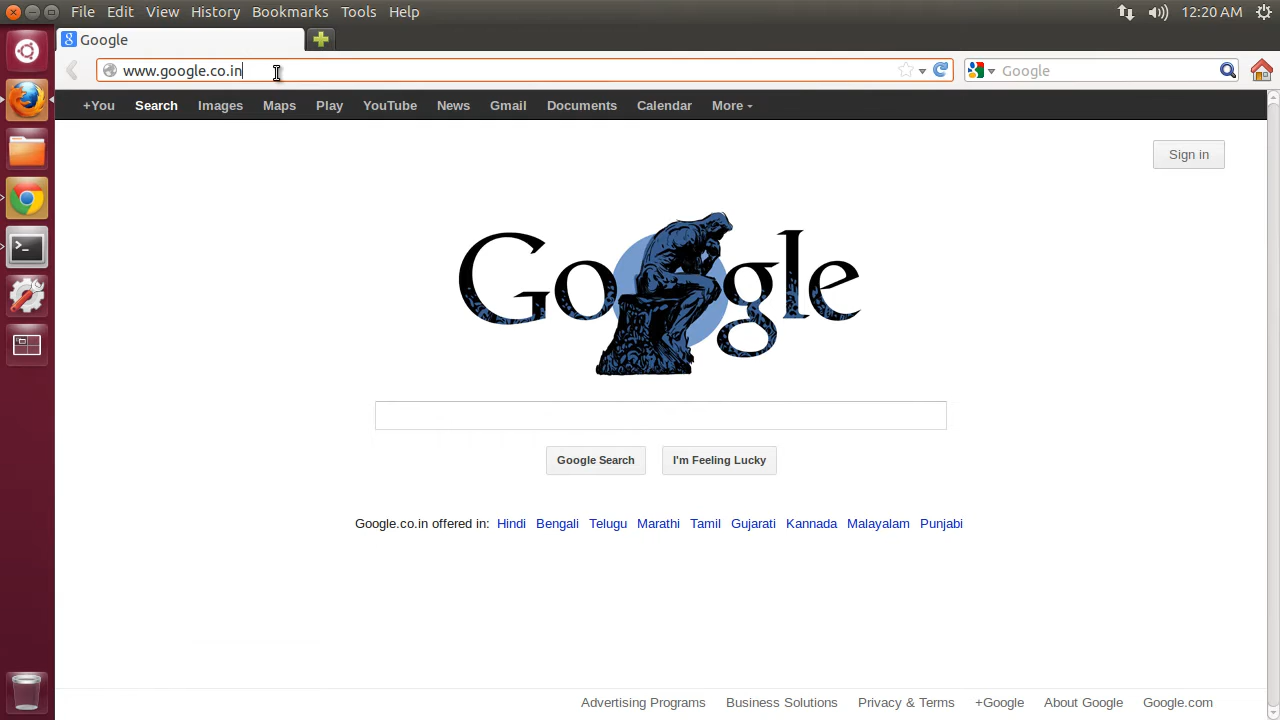 File Edit View History Bookmarks Tools Help 12:20 AM
Google
www.google.co.in Google
+You Search Images Maps Play YouTube News Gmail Documents Calendar More
Sign in
Google
Google Search I'm Feeling Lucky
Google.co.in offered in: Hindi Bengali Telugu Marathi Tamil Gujarati Kannada Malayalam Punjabi
Advertising Programs Business Solutions Privacy & Terms +Google About Google Google.com